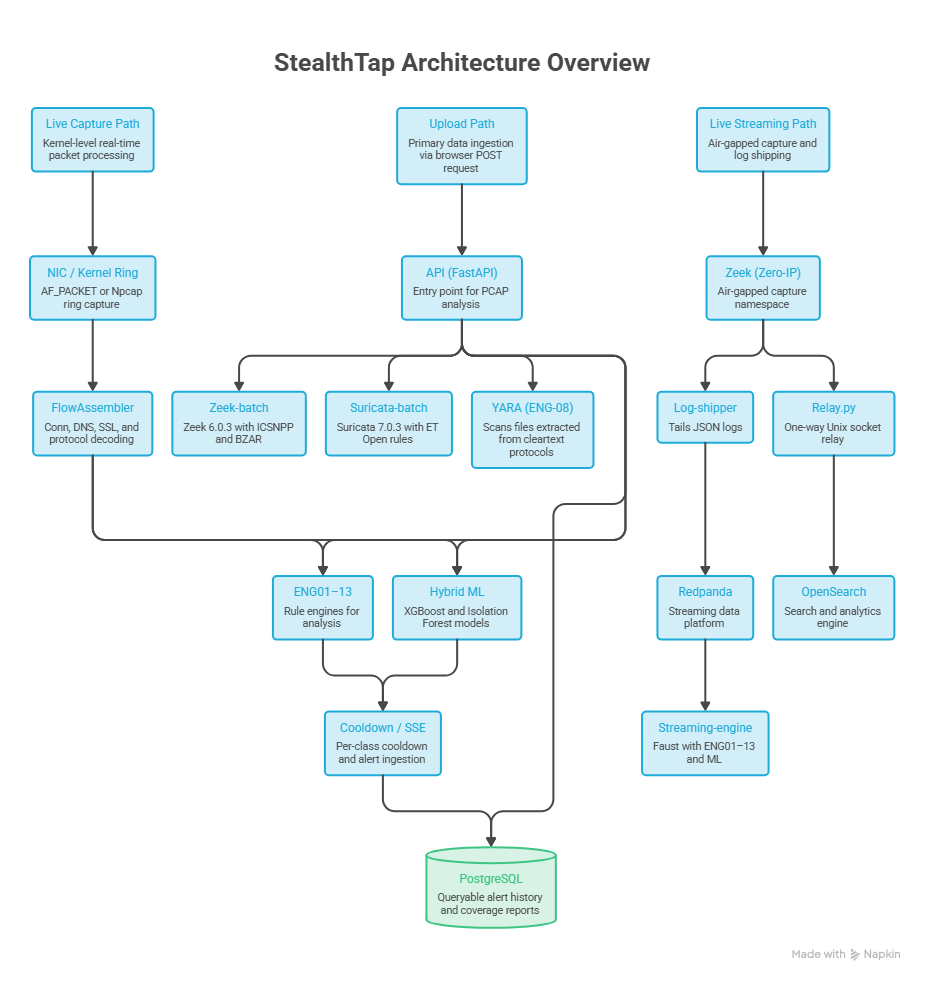 StealthTap Architecture Overview
Live Capture Path
Kernel-level real-time
packet processing
Upload Path
Primary data ingestion
via browser POST
request
Live Streaming Path
Air-gapped capture and
log shipping
NIC / Kernel Ring
AF_PACKET or Npcap
ring capture
API (FastAPI)
Entry point for PCAP
analysis
Zeek (Zero-IP)
Air-gapped capture
namespace
FlowAssembler
Conn, DNS, SSL, and
protocol decoding
Zeek-batch
Zeek 6.0.3 with ICSNPP
and BZAR
Suricata-batch
Suricata 7.0.3 with ET
Open rules
YARA (ENG-08)
Scans files extracted
from cleartext
protocols
Log-shipper
Tails JSON logs
Relay.py
One-way Unix socket
relay
ENG01–13
Rule engines for
analysis
Hybrid ML
XGBoost and Isolation
Forest models
Redpanda
Streaming data
platform
OpenSearch
Search and analytics
engine
Cooldown / SSE
Per-class cooldown
and alert ingestion
Streaming-engine
Faust with ENG01–13
and ML
PostgreSQL
Queryable alert history
and coverage reports
Made with Napkin